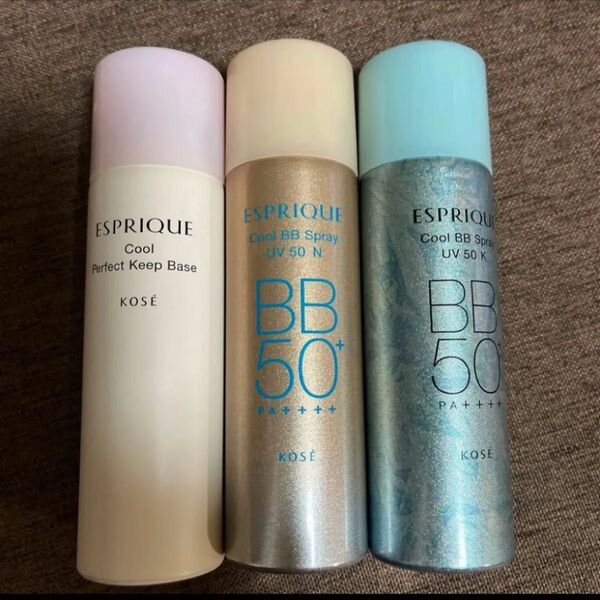 ESPRIQUE
Cool
Perfect Keep Base
KOSÉ
ESPRIQUE
Cool BB Spray
UV 50 N
BB
50+
PA++++
KOSÉ
ESPRIQUE
Cool BB Spray
UV 50 K
BB
50+
PA++++
KOSÉ